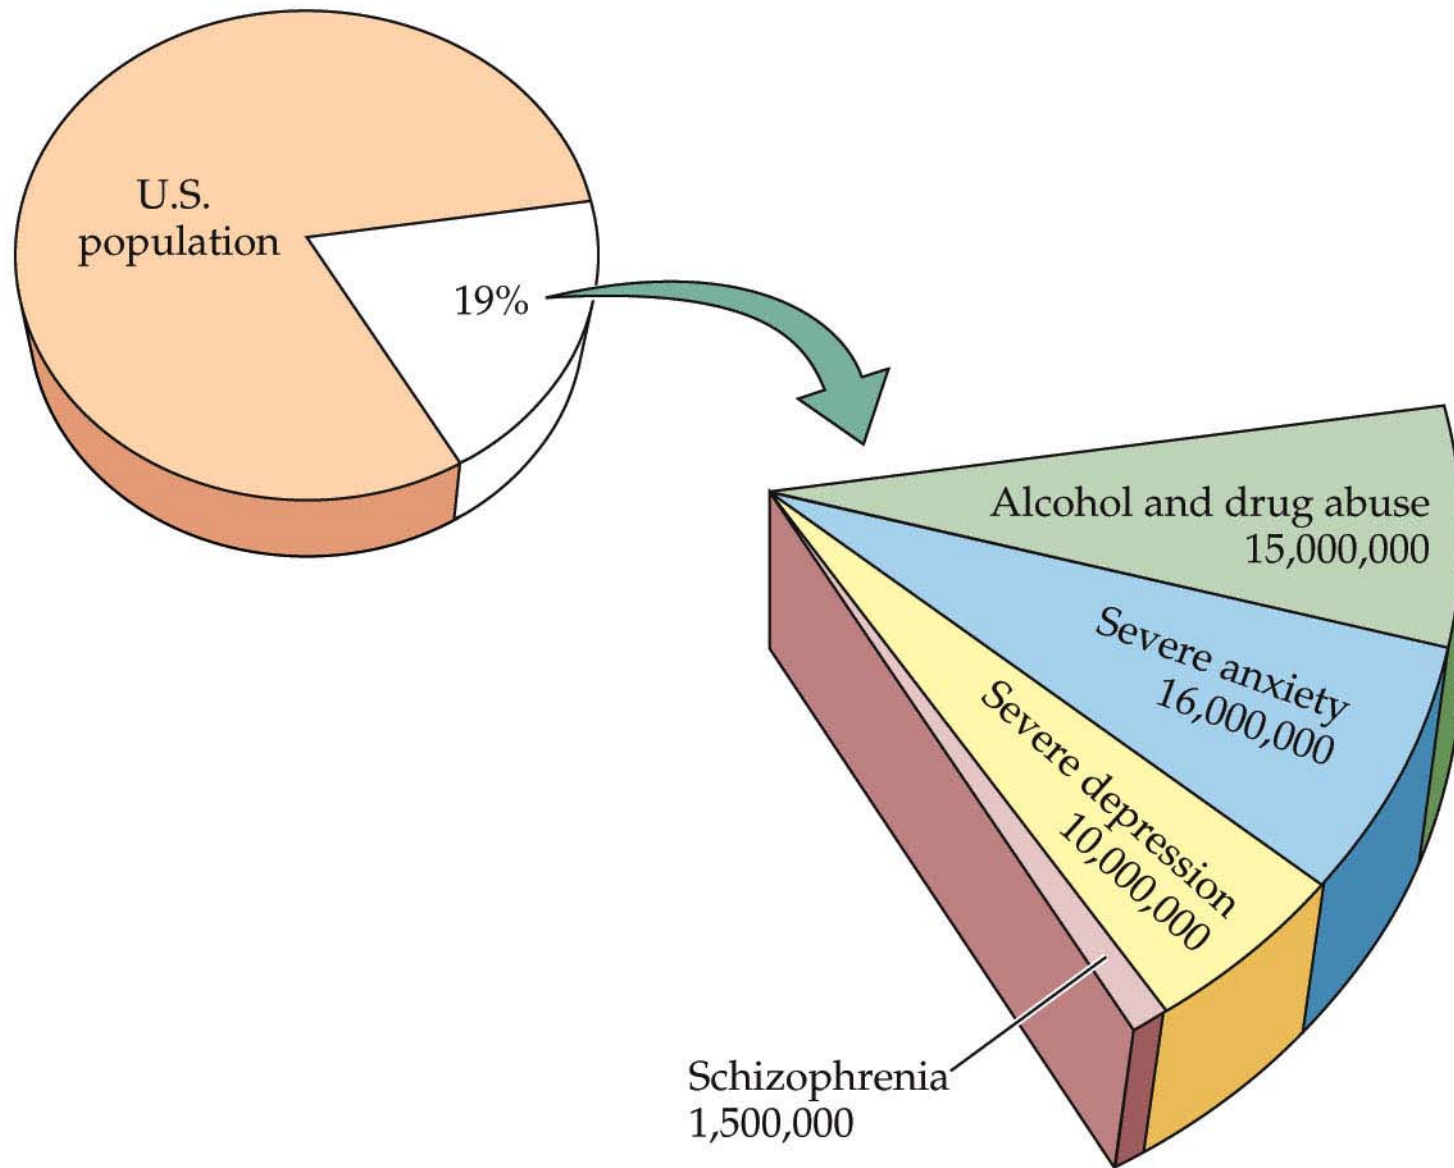 U.S.
population
19%
Alcohol and drug abuse
15,000,000
Severe anxiety
16,000,000
Severe depression
10,000,000
Schizophrenia
1,500,000